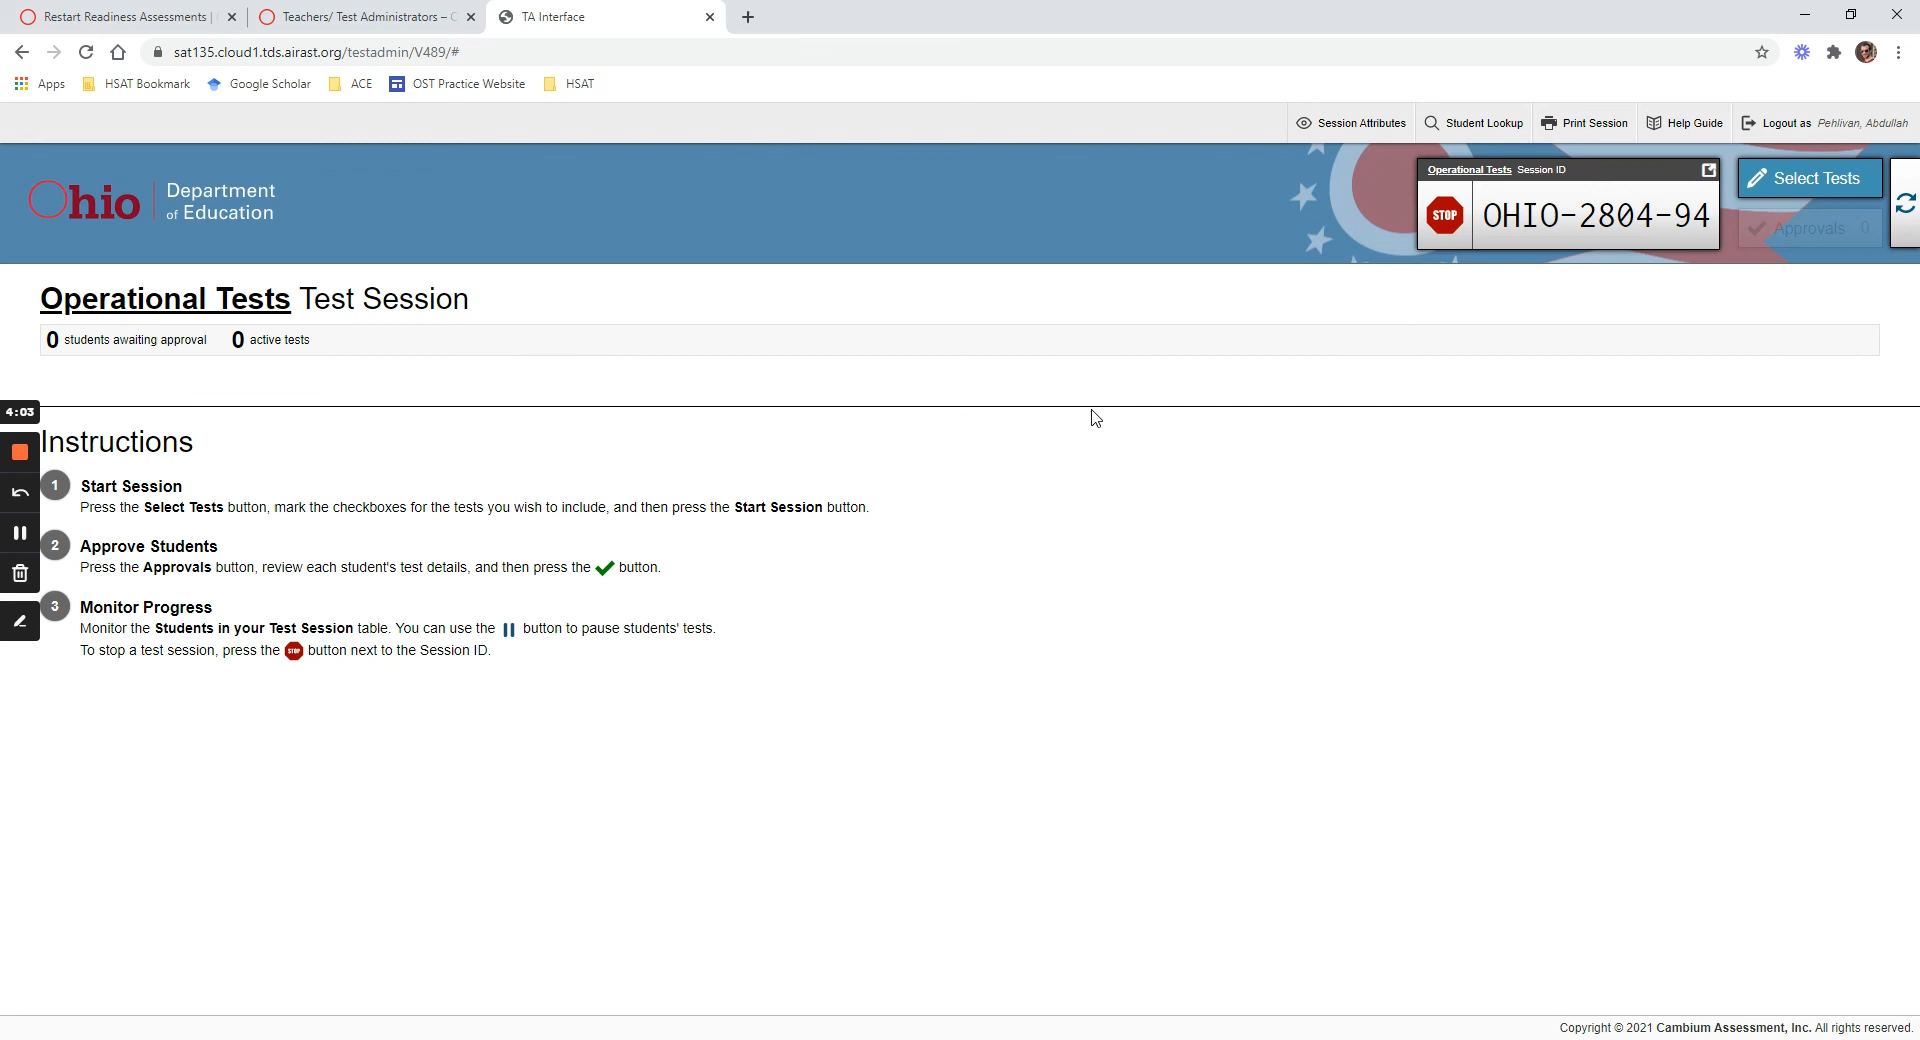 Restart Readiness Assessments |
Teachers/ Test Administrators – C
TA Interface
sat135.cloud1.tds.airast.org/testadmin/V489/#
Apps
HSAT Bookmark
Google Scholar
ACE
OST Practice Website
HSAT
Session Attributes
Student Lookup
Print Session
Help Guide
Logout as Pehlivan, Abdullah
Ohio
Department
of Education
Operational Tests Session ID
STOP
OHIO-2804-94
Select Tests
Approvals 0
Operational Tests Test Session
0 students awaiting approval 0 active tests
4:03
Instructions
1 Start Session
Press the Select Tests button, mark the checkboxes for the tests you wish to include, and then press the Start Session button.
2 Approve Students
Press the Approvals button, review each student's test details, and then press the button.
3 Monitor Progress
Monitor the Students in your Test Session table. You can use the button to pause students' tests.
To stop a test session, press the STOP button next to the Session ID.
Copyright © 2021 Cambium Assessment, Inc. All rights reserved.